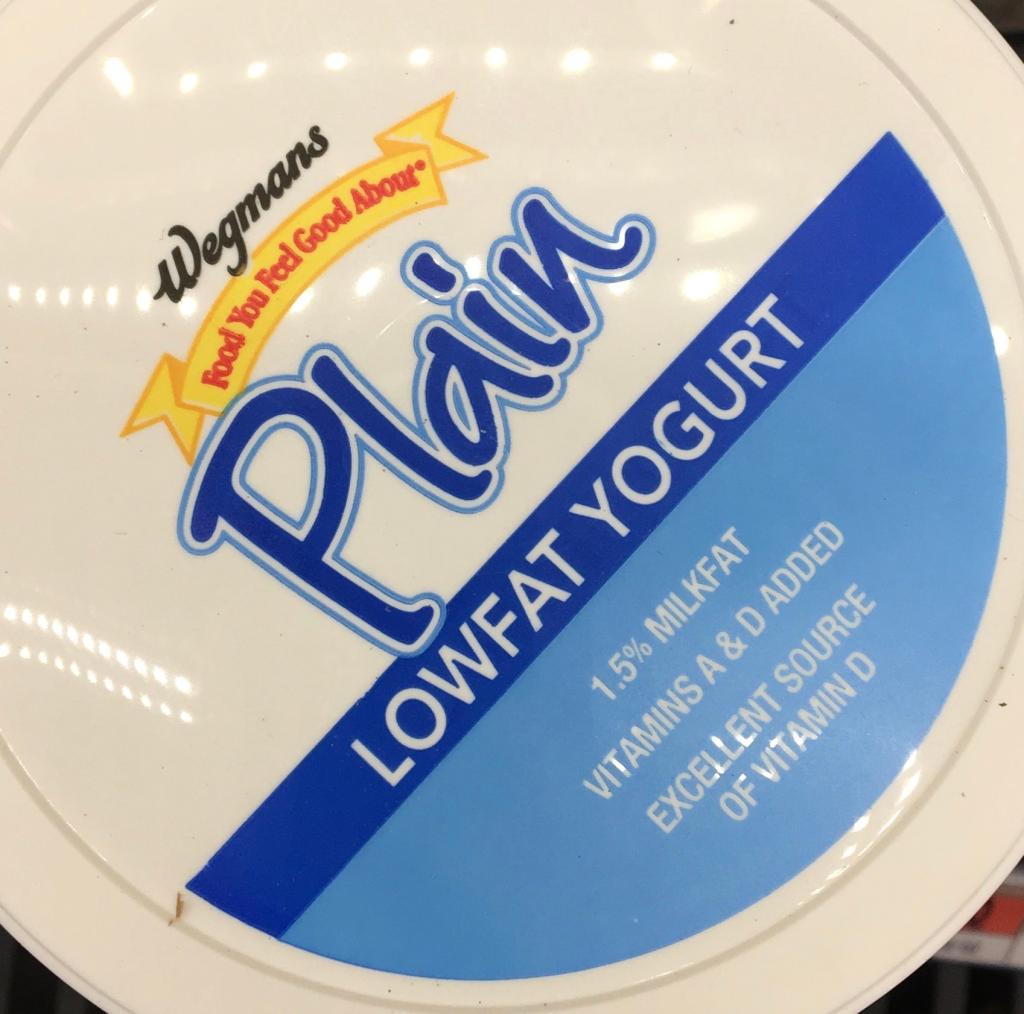 Wegmans
Food You Feel Good About
Plain
LOWFAT YOGURT
1.5% MILKFAT
VITAMINS A & D ADDED
EXCELLENT SOURCE
OF VITAMIN D